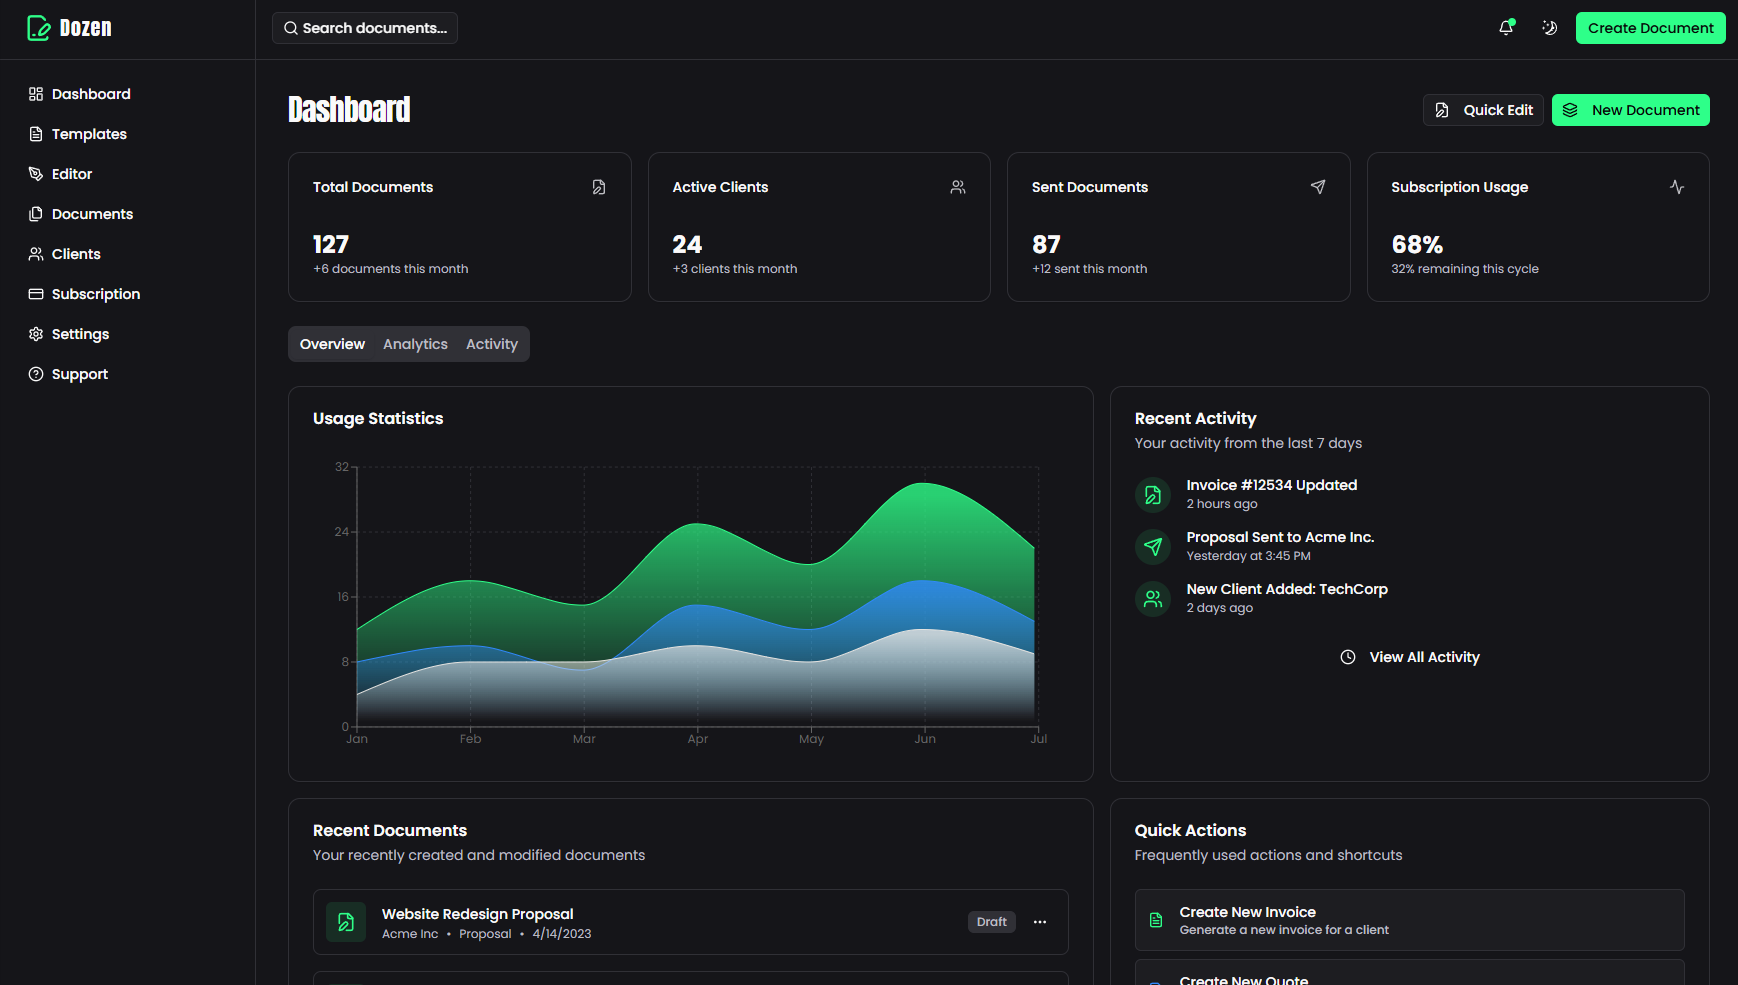 Dozen
Search documents...
Create Document
Dashboard
Templates
Editor
Documents
Clients
Subscription
Settings
Support
Dashboard
Quick Edit
New Document
Total Documents
127
+6 documents this month
Active Clients
24
+3 clients this month
Sent Documents
87
+12 sent this month
Subscription Usage
68%
32% remaining this cycle
Overview
Analytics
Activity
Usage Statistics
32
24
16
8
0
Jan
Feb
Mar
Apr
May
Jun
Jul
Recent Activity
Your activity from the last 7 days
Invoice #12534 Updated
2 hours ago
Proposal Sent to Acme Inc.
Yesterday at 3:45 PM
New Client Added: TechCorp
2 days ago
View All Activity
Recent Documents
Your recently created and modified documents
Website Redesign Proposal
Acme Inc • Proposal • 4/14/2023
Draft
Quick Actions
Frequently used actions and shortcuts
Create New Invoice
Generate a new invoice for a client
Create New Quote